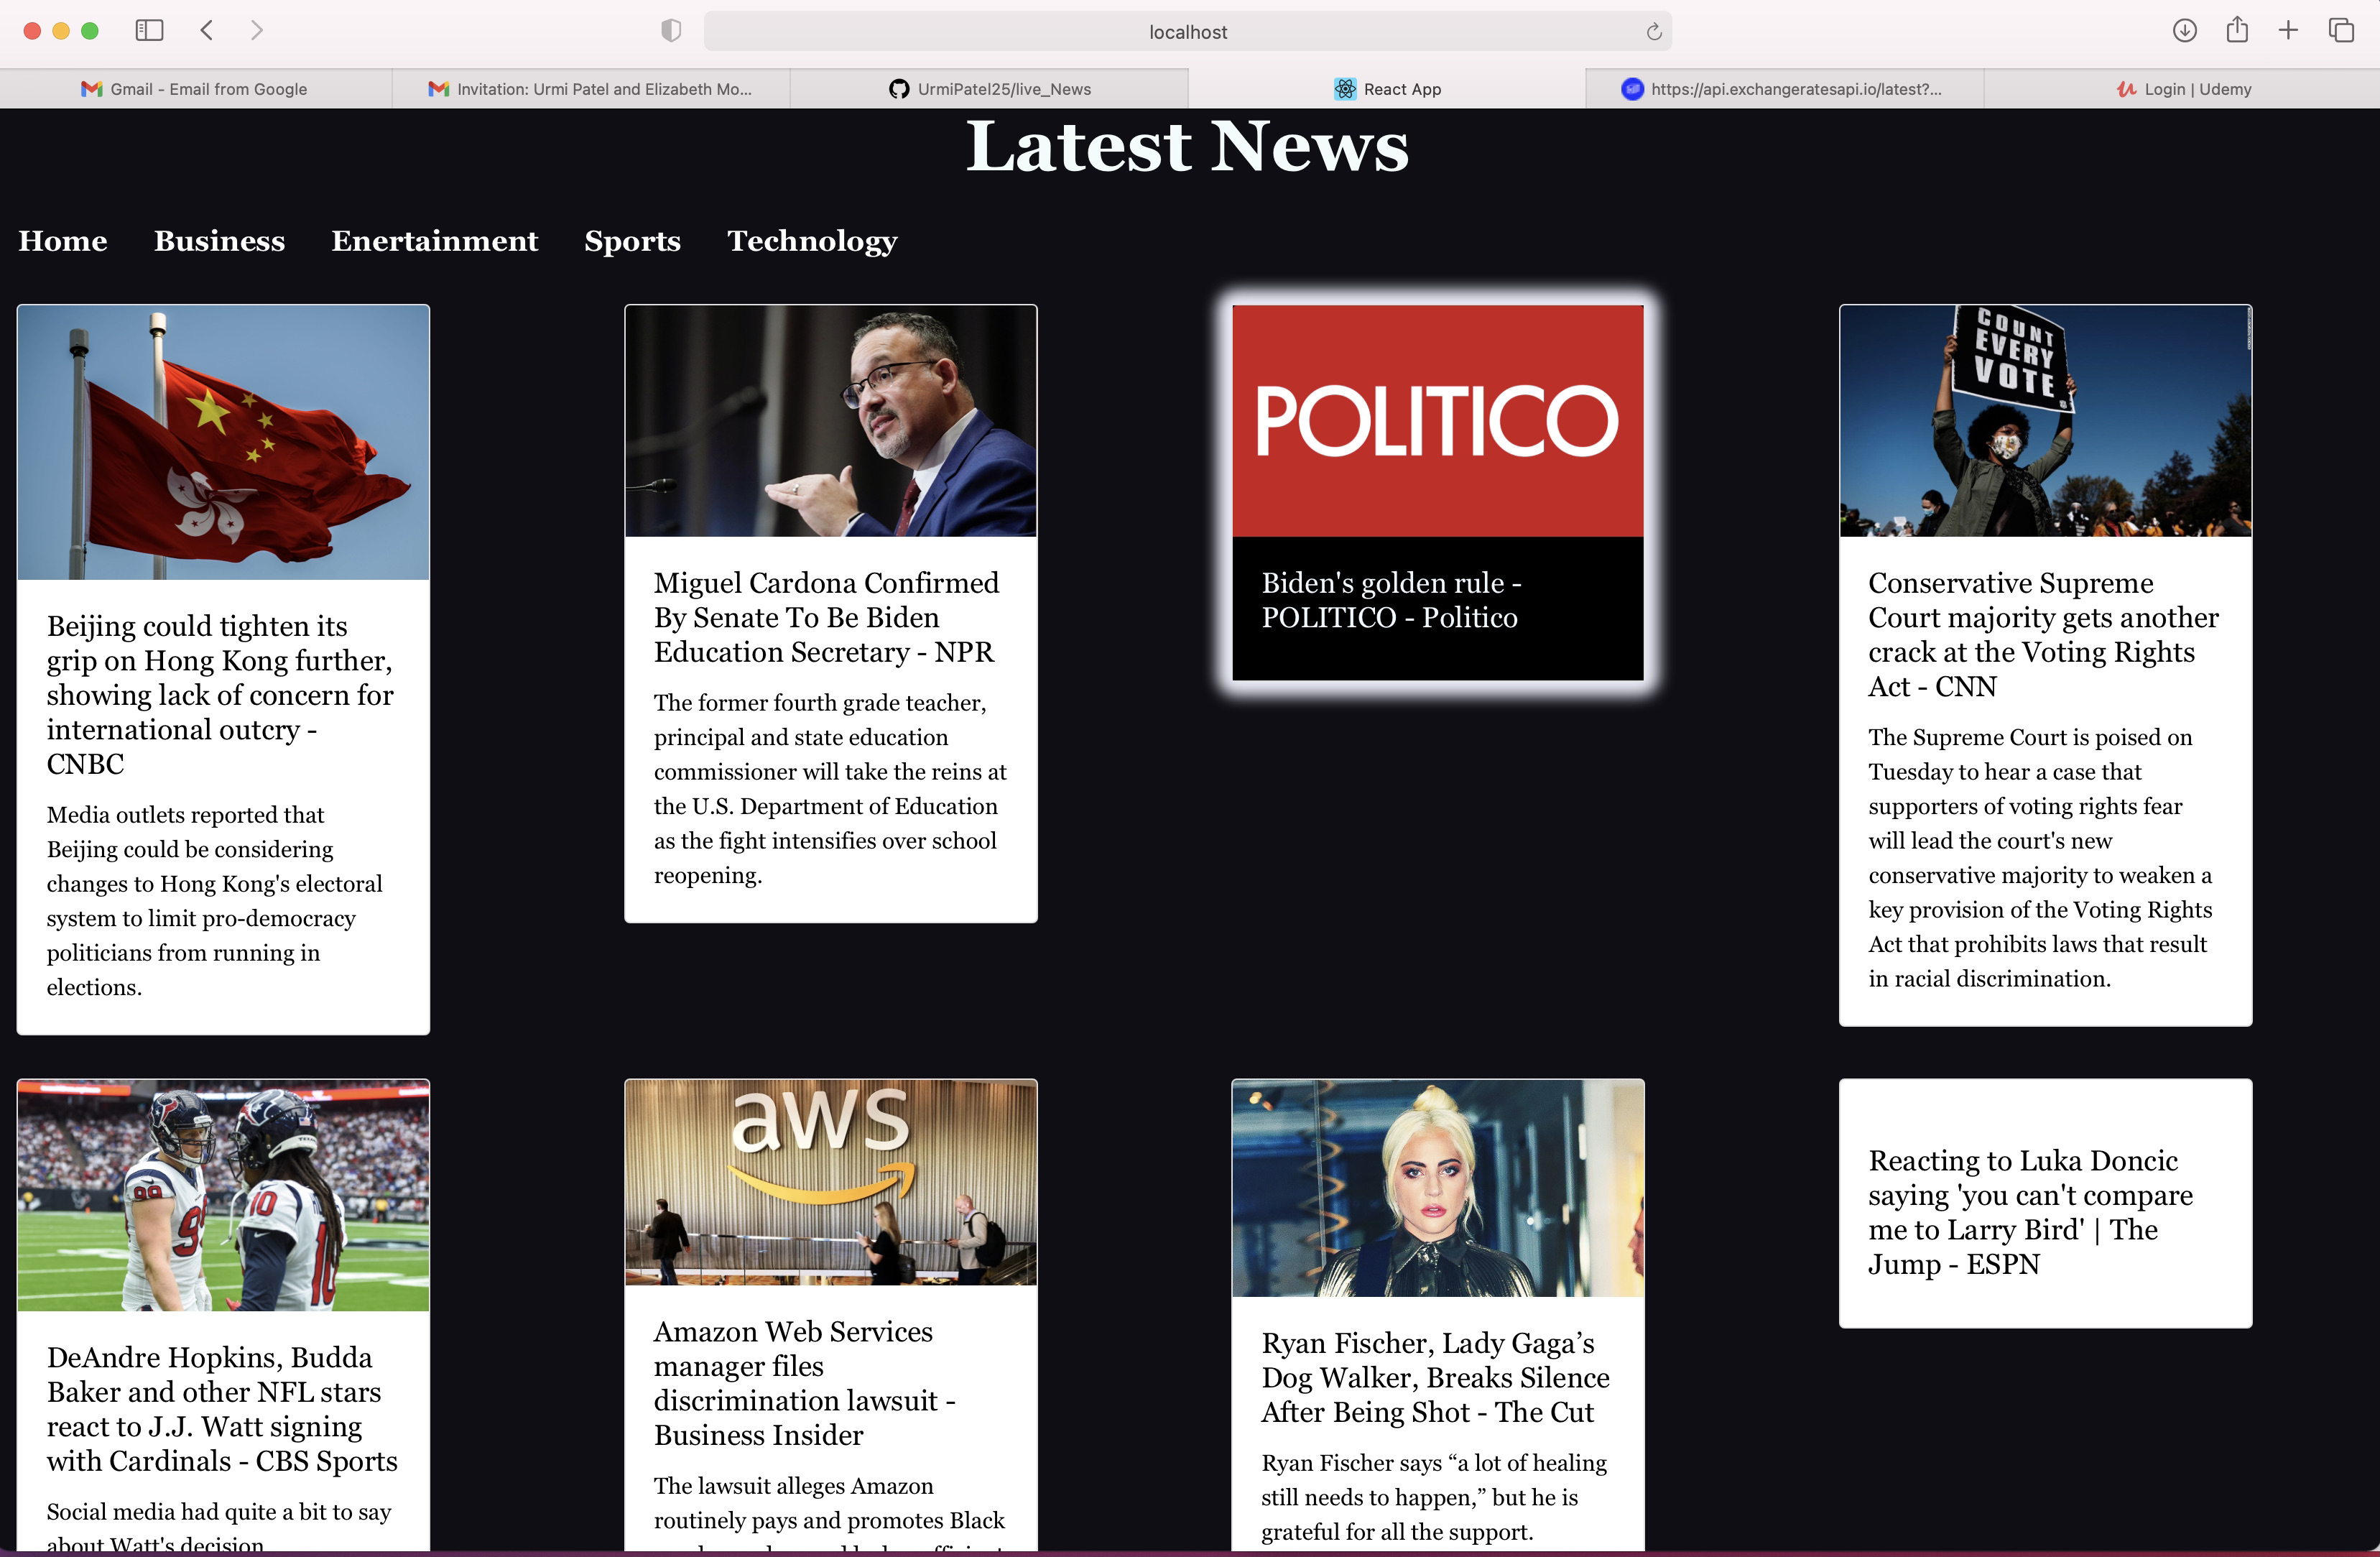 localhost
Gmail - Email from Google
Invitation: Urmi Patel and Elizabeth Mo...
UrmiPatel25/live_News
React App
https://api.exchangeratesapi.io/latest?...
Login | Udemy
Latest News
Home
Business
Enertainment
Sports
Technology
Beijing could tighten its
grip on Hong Kong further,
showing lack of concern for
international outcry -
CNBC
Media outlets reported that
Beijing could be considering
changes to Hong Kong's electoral
system to limit pro-democracy
politicians from running in
elections.
Miguel Cardona Confirmed
By Senate To Be Biden
Education Secretary - NPR
The former fourth grade teacher,
principal and state education
commissioner will take the reins at
the U.S. Department of Education
as the fight intensifies over school
reopening.
POLITICO
Biden's golden rule -
POLITICO - Politico
COUNT
EVERY
VOTE
Conservative Supreme
Court majority gets another
crack at the Voting Rights
Act - CNN
The Supreme Court is poised on
Tuesday to hear a case that
supporters of voting rights fear
will lead the court's new
conservative majority to weaken a
key provision of the Voting Rights
Act that prohibits laws that result
in racial discrimination.
99
10
DeAndre Hopkins, Budda
Baker and other NFL stars
react to J.J. Watt signing
with Cardinals - CBS Sports
Social media had quite a bit to say
about Watt's decision
aws
Amazon Web Services
manager files
discrimination lawsuit -
Business Insider
The lawsuit alleges Amazon
routinely pays and promotes Black
Ryan Fischer, Lady Gaga’s
Dog Walker, Breaks Silence
After Being Shot - The Cut
Ryan Fischer says “a lot of healing
still needs to happen,” but he is
grateful for all the support.
Reacting to Luka Doncic
saying 'you can't compare
me to Larry Bird' | The
Jump - ESPN